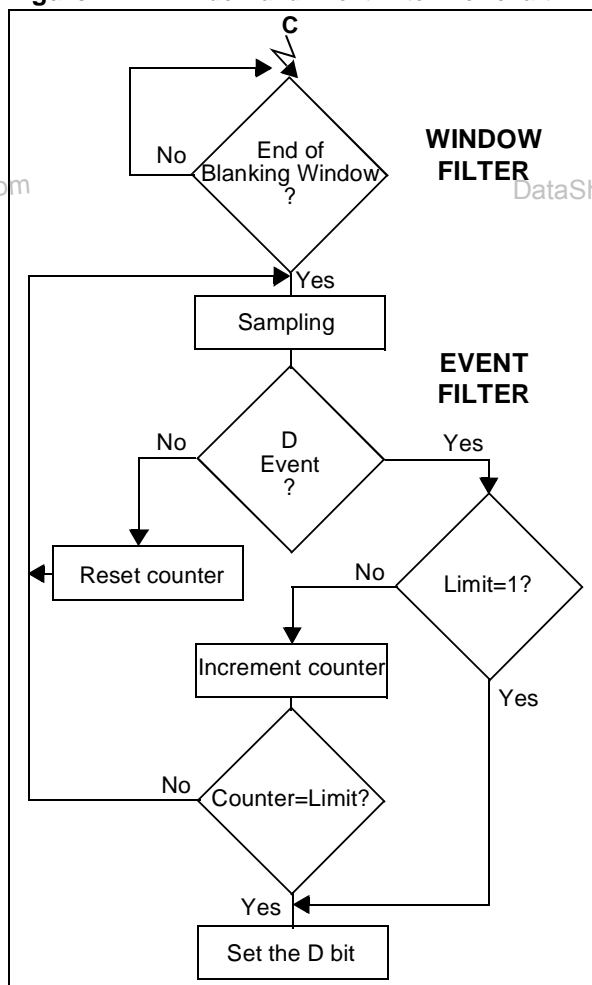 C
End of
Blanking Window
?
No
WINDOW
FILTER
om
DataSh
Yes
Sampling
EVENT
FILTER
No
D
Event
?
Yes
Reset counter
No
Limit=1?
Increment counter
Yes
No
Counter=Limit?
Yes
Set the D bit